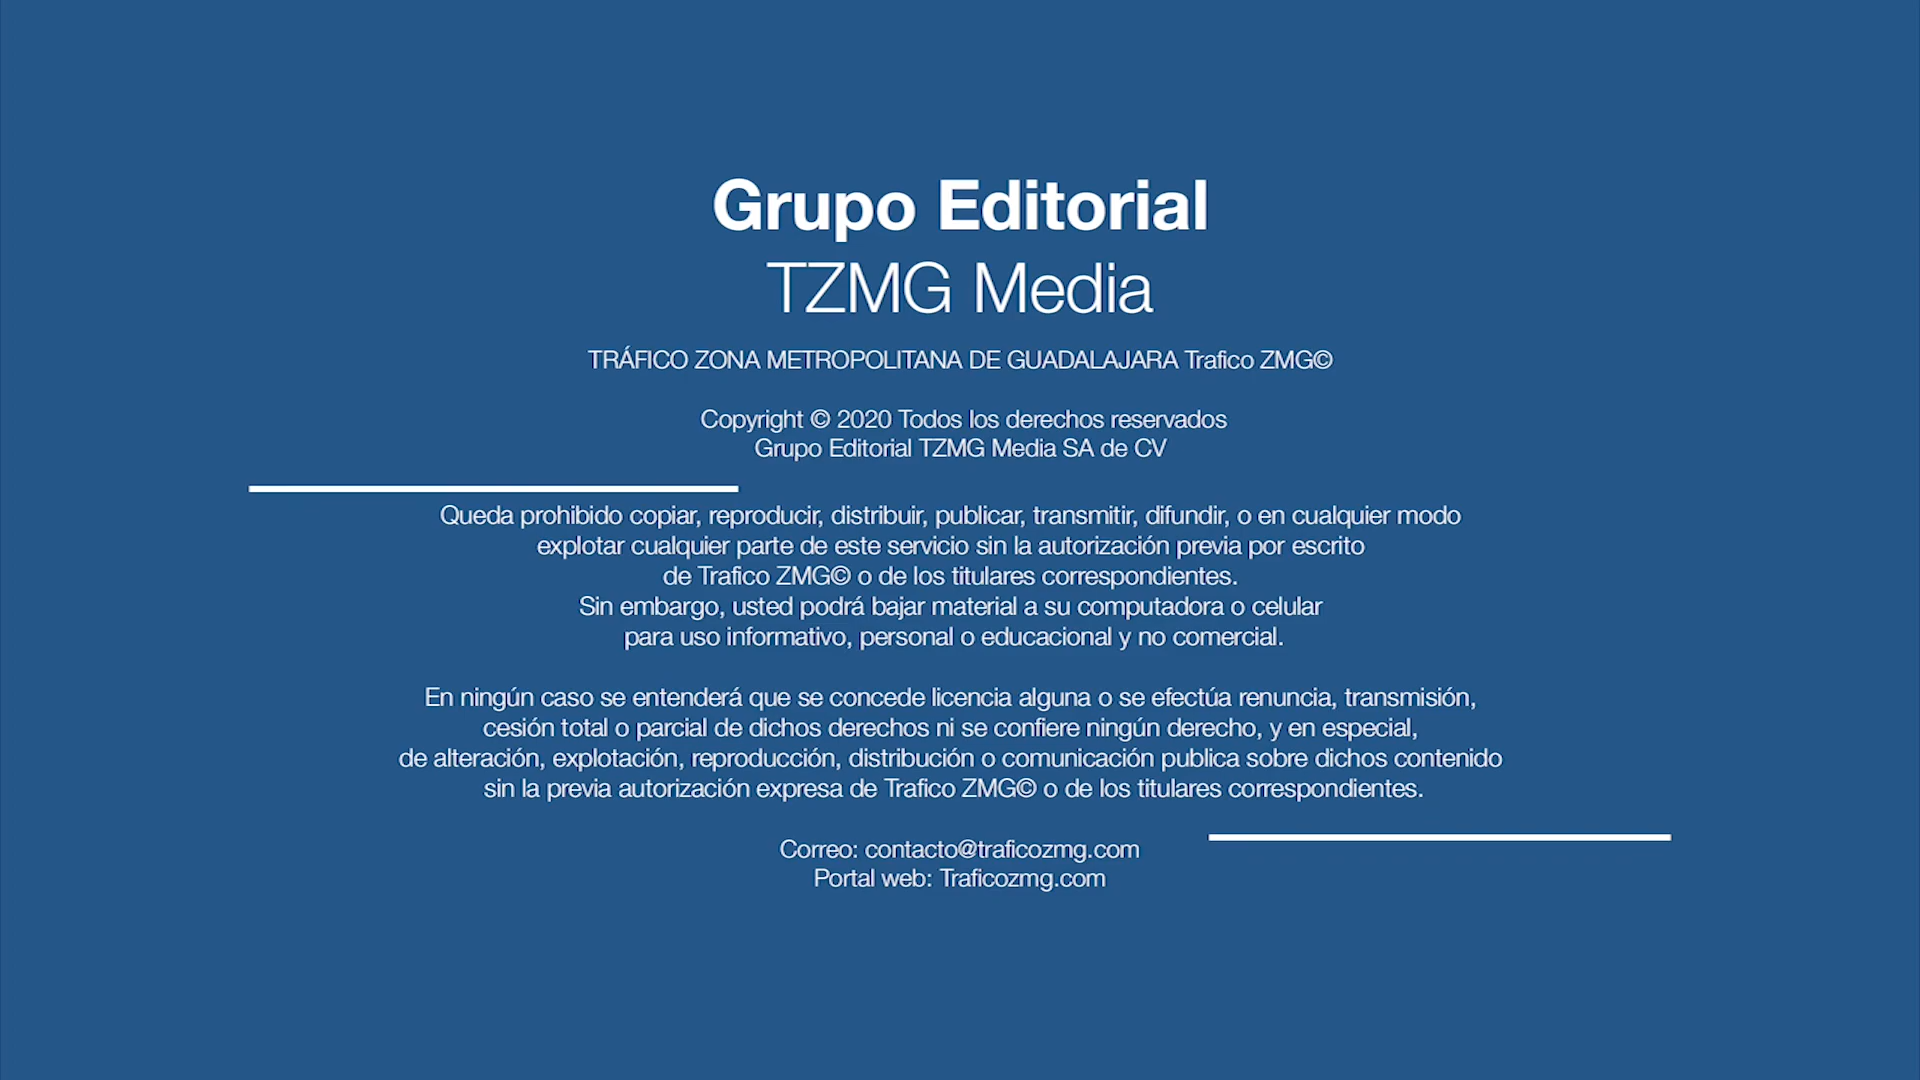 Grupo Editorial
TZMG Media
TRÁFICO ZONA METROPOLITANA DE GUADALAJARA Trafico ZMG©
Copyright © 2020 Todos los derechos reservados
Grupo Editorial TZMG Media SA de CV
Queda prohibido copiar, reproducir, distribuir, publicar, transmitir, difundir, o en cualquier modo
explotar cualquier parte de este servicio sin la autorización previa por escrito
de Trafico ZMG© o de los titulares correspondientes.
Sin embargo, usted podrá bajar material a su computadora o celular
para uso informativo, personal o educacional y no comercial.
En ningún caso se entenderá que se concede licencia alguna o se efectúa renuncia, transmisión,
cesión total o parcial de dichos derechos ni se confiere ningún derecho, y en especial,
de alteración, explotación, reproducción, distribución o comunicación publica sobre dichos contenido
sin la previa autorización expresa de Trafico ZMG© o de los titulares correspondientes.
Correo: contacto@traficozmg.com
Portal web: Traficozmg.com